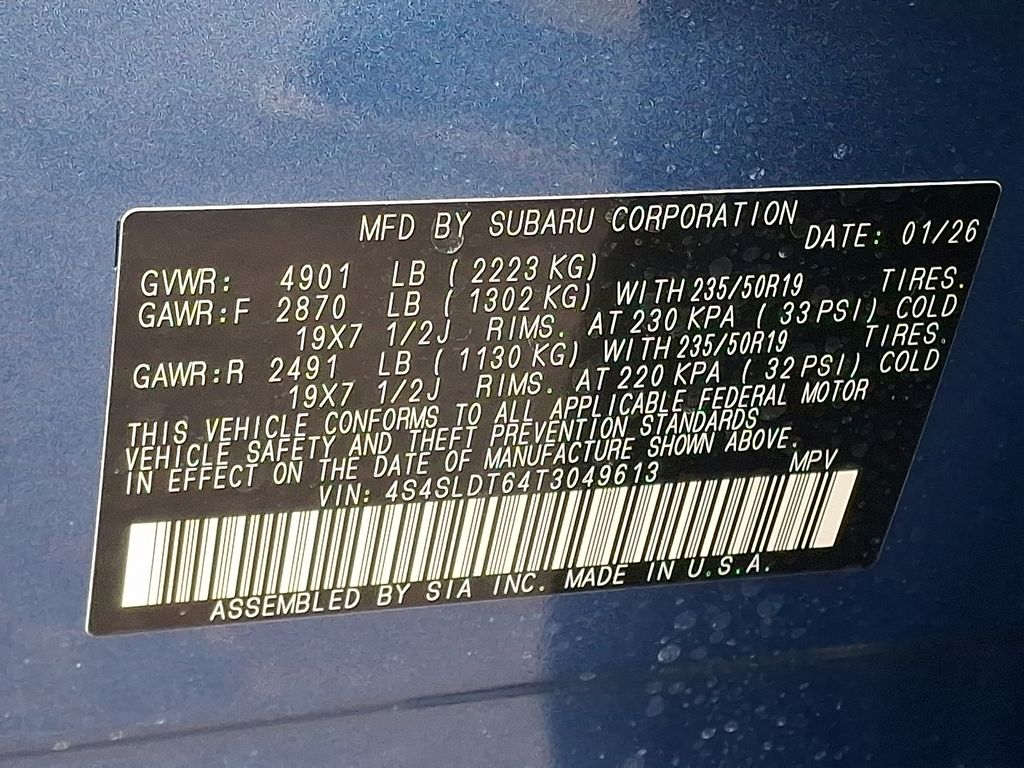 MFD BY SUBARU CORPORATION DATE: 01/26
GVWR: 4901 LB ( 2223 KG)
GAWR:F 2870 LB ( 1302 KG) WITH 235/50R19 TIRES.
19X7 1/2J RIMS. AT 230 KPA ( 33 PSI) COLD
GAWR:R 2491 LB ( 1130 KG) WITH 235/50R19 TIRES.
19X7 1/2J RIMS. AT 220 KPA ( 32 PSI) COLD
THIS VEHICLE CONFORMS TO ALL APPLICABLE FEDERAL MOTOR
VEHICLE SAFETY AND THEFT PREVENTION STANDARDS
IN EFFECT ON THE DATE OF MANUFACTURE SHOWN ABOVE.
VIN: 4S4SLDT64T3049613 MPV
ASSEMBLED BY SIA INC. MADE IN U.S.A.